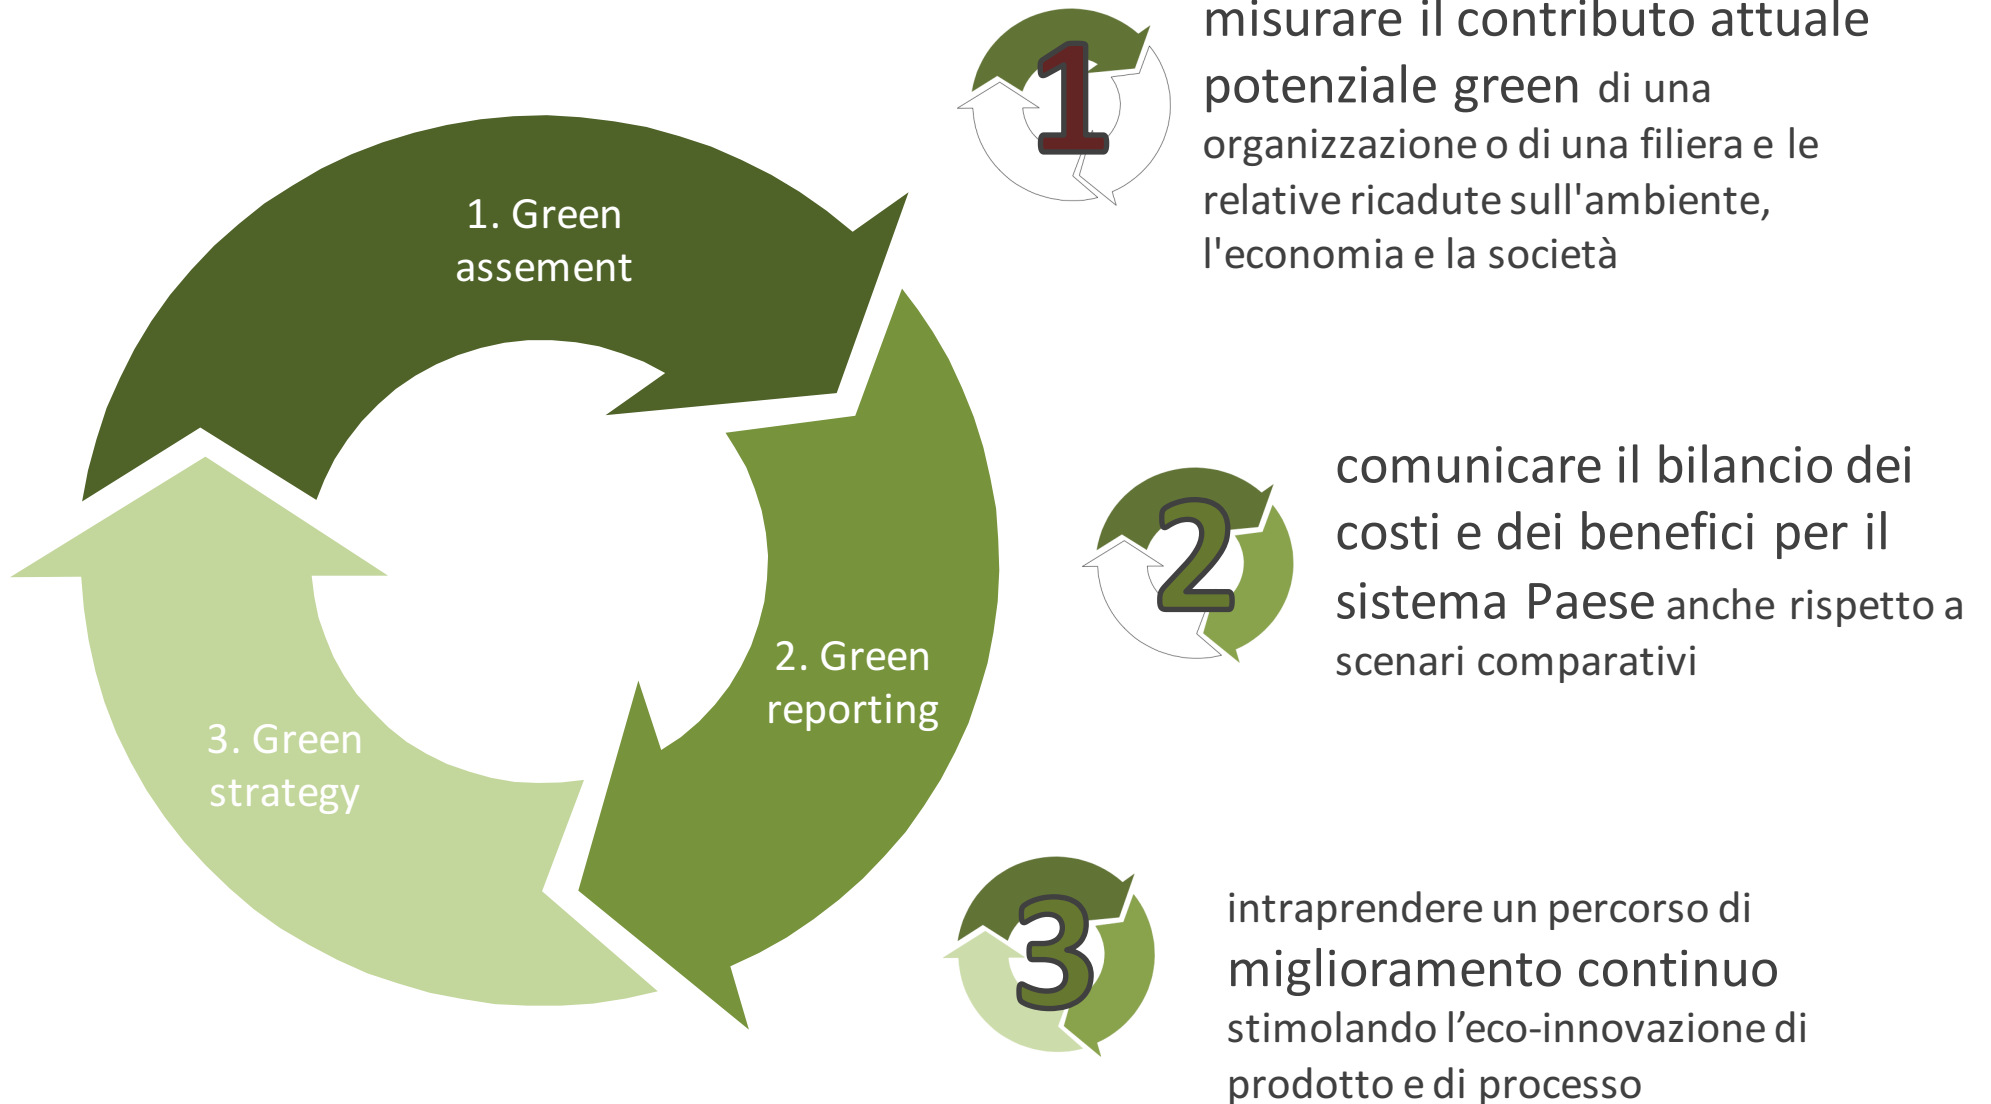 1. Green
assement
2. Green
reporting
3. Green
strategy
1
misurare il contributo attuale
potenziale green di una
organizzazione o di una filiera e le
relative ricadute sull'ambiente,
l'economia e la società
2
comunicare il bilancio dei
costi e dei benefici per il
sistema Paese anche rispetto a
scenari comparativi
3
intraprendere un percorso di
miglioramento continuo
stimolando l’eco-innovazione di
prodotto e di processo